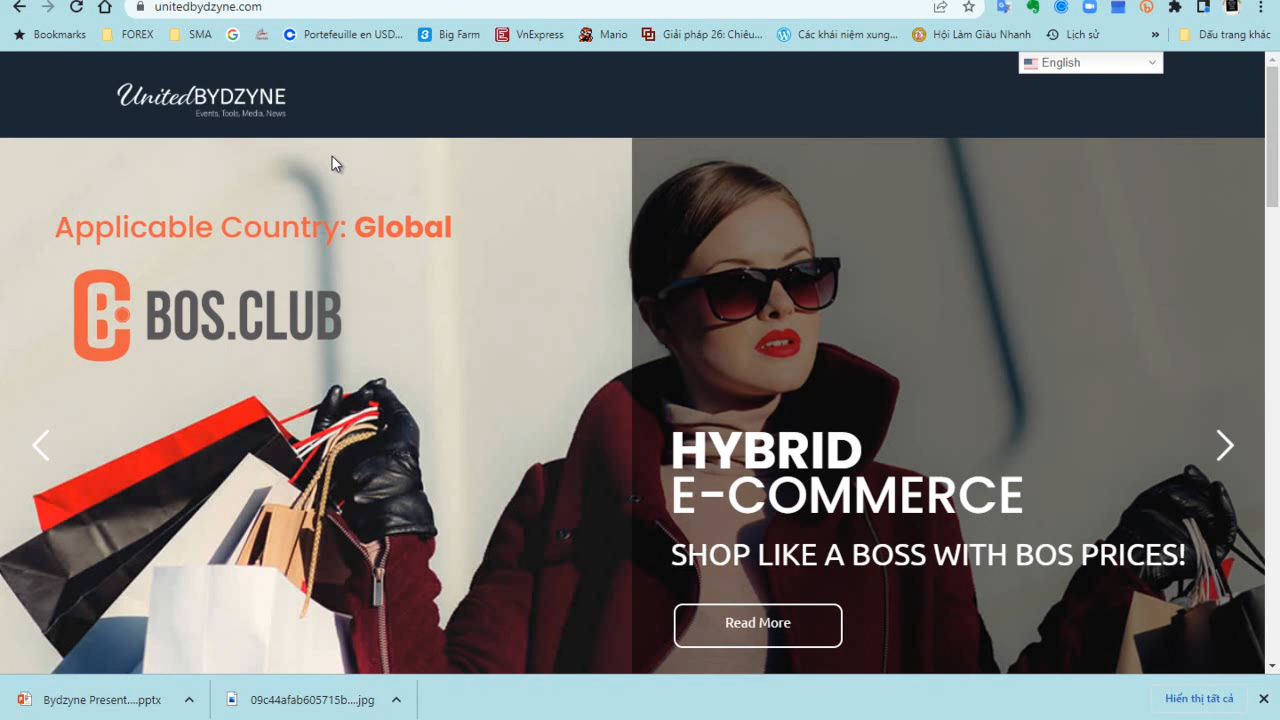 unitedbydzyne.com
Bookmarks
FOREX
SMA
Portefeuille en USD...
Big Farm
VnExpress
Mario
Giải pháp 26: Chiêu...
Các khái niệm xung...
Hội Làm Giàu Nhanh
Lịch sử
»
Dấu trang khác
English
UnitedBYDZYNE
Events, Tools, Media, News
Applicable Country: Global
BOS.CLUB
HYBRID
E-COMMERCE
SHOP LIKE A BOSS WITH BOS PRICES!
Read More
Bydzyne Present....pptx
09c44afab605715b....jpg
Hiển thị tất cả